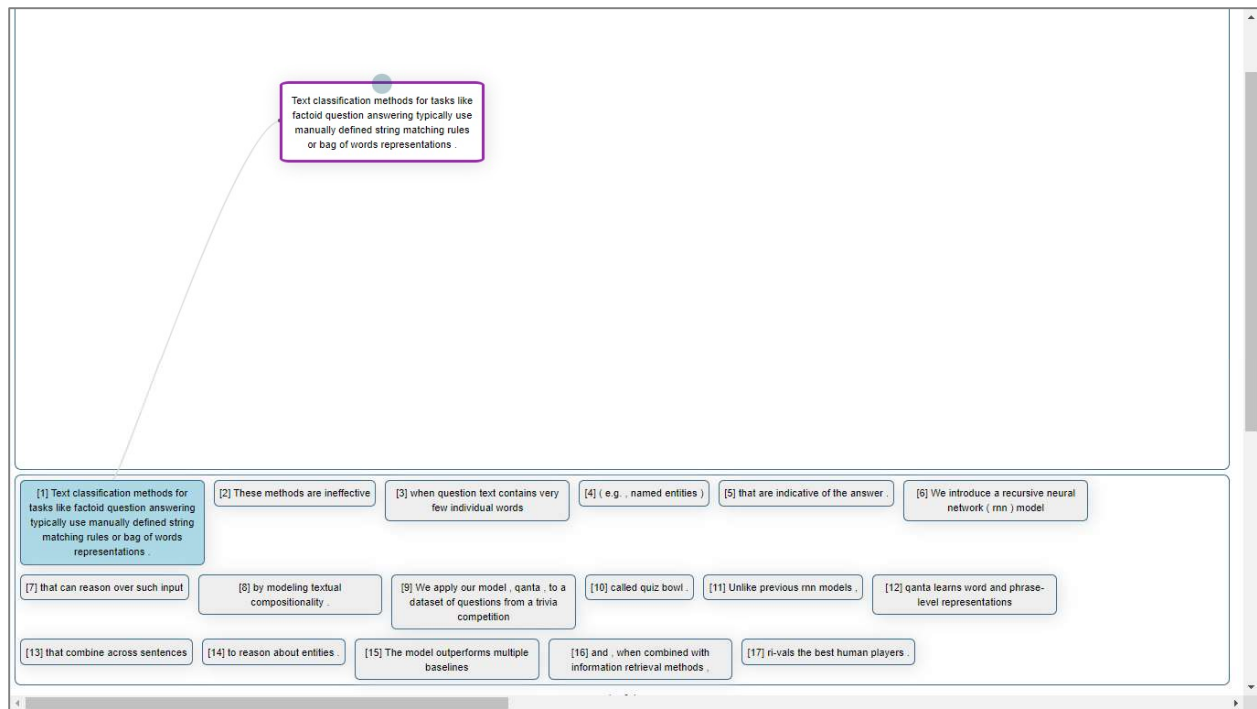 Text classification methods for tasks like
factoid question answering typically use
manually defined string matching rules
or bag of words representations .
[1] Text classification methods for
tasks like factoid question answering
typically use manually defined string
matching rules or bag of words
representations .
[2] These methods are ineffective
[3] when question text contains very
few individual words
[4] ( e.g. , named entities )
[5] that are indicative of the answer .
[6] We introduce a recursive neural
network ( rnn ) model
[7] that can reason over such input
[8] by modeling textual
compositionality .
[9] We apply our model , qanta , to a
dataset of questions from a trivia
competition
[10] called quiz bowl .
[11] Unlike previous rnn models ,
[12] qanta learns word and phrase-
level representations
[13] that combine across sentences
[14] to reason about entities .
[15] The model outperforms multiple
baselines
[16] and , when combined with
information retrieval methods ,
[17] ri-vals the best human players .